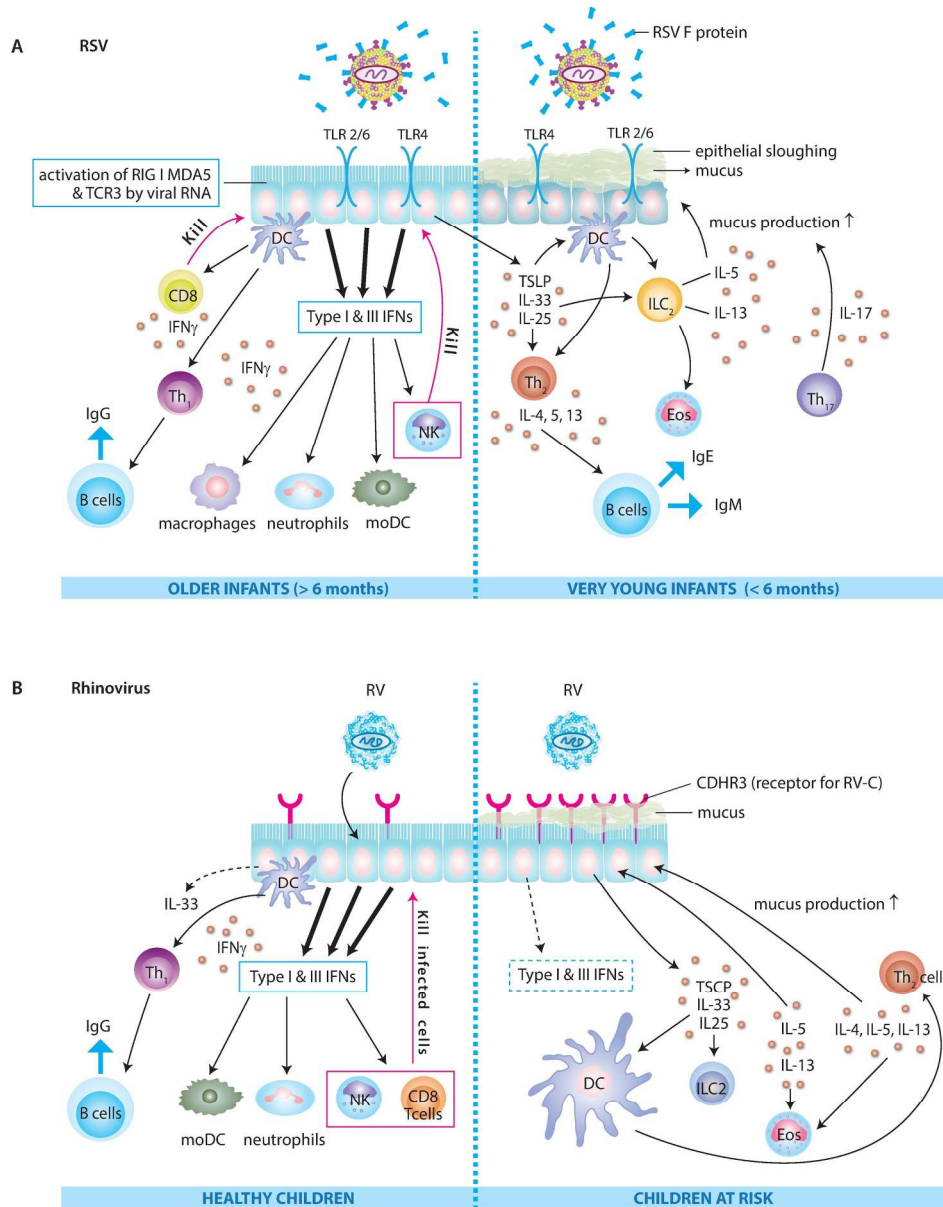 A RSV
RSV F protein
TLR 2/6
TLR4
TLR4
TLR 2/6
epithelial sloughing
mucus
activation of RIG I MDA5
& TCR3 by viral RNA
Kill
DC
DC
mucus production ↑
CD8
IFNγ
TSLP
IL-33
IL-25
ILC2
IL-5
IL-13
IL-17
Type I & III IFNs
Kill
IFNγ
Th1
Th2
Eos
Th17
IgG
NK
IL-4, 5, 13
IgE
B cells
macrophages
neutrophils
moDC
B cells
IgM
OLDER INFANTS (> 6 months)
VERY YOUNG INFANTS (< 6 months)
B Rhinovirus
RV
RV
CDHR3 (receptor for RV-C)
mucus
DC
IL-33
IFNγ
Kill infected cells
mucus production ↑
Th1
Type I & III IFNs
Type I & III IFNs
TSCP
IL-33
IL25
Th2 cell
IL-5
IL-13
IL-4, IL-5, IL-13
IgG
B cells
moDC
neutrophils
NK
CD8
Tcells
DC
ILC2
Eos
HEALTHY CHILDREN
CHILDREN AT RISK